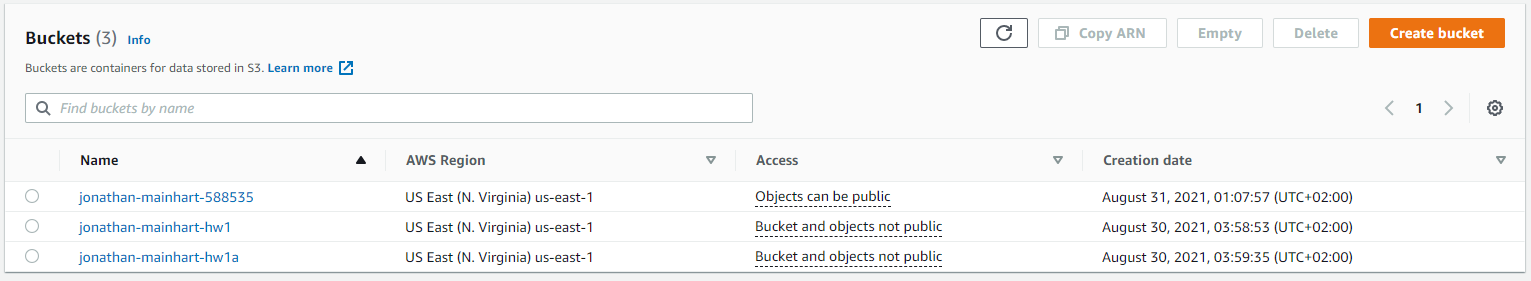 Buckets (3) Info
Copy ARN Empty Delete Create bucket
Buckets are containers for data stored in S3. Learn more
Find buckets by name
1
Name AWS Region Access Creation date
jonathan-mainhart-588535 US East (N. Virginia) us-east-1 Objects can be public August 31, 2021, 01:07:57 (UTC+02:00)
jonathan-mainhart-hw1 US East (N. Virginia) us-east-1 Bucket and objects not public August 30, 2021, 03:58:53 (UTC+02:00)
jonathan-mainhart-hw1a US East (N. Virginia) us-east-1 Bucket and objects not public August 30, 2021, 03:59:35 (UTC+02:00)